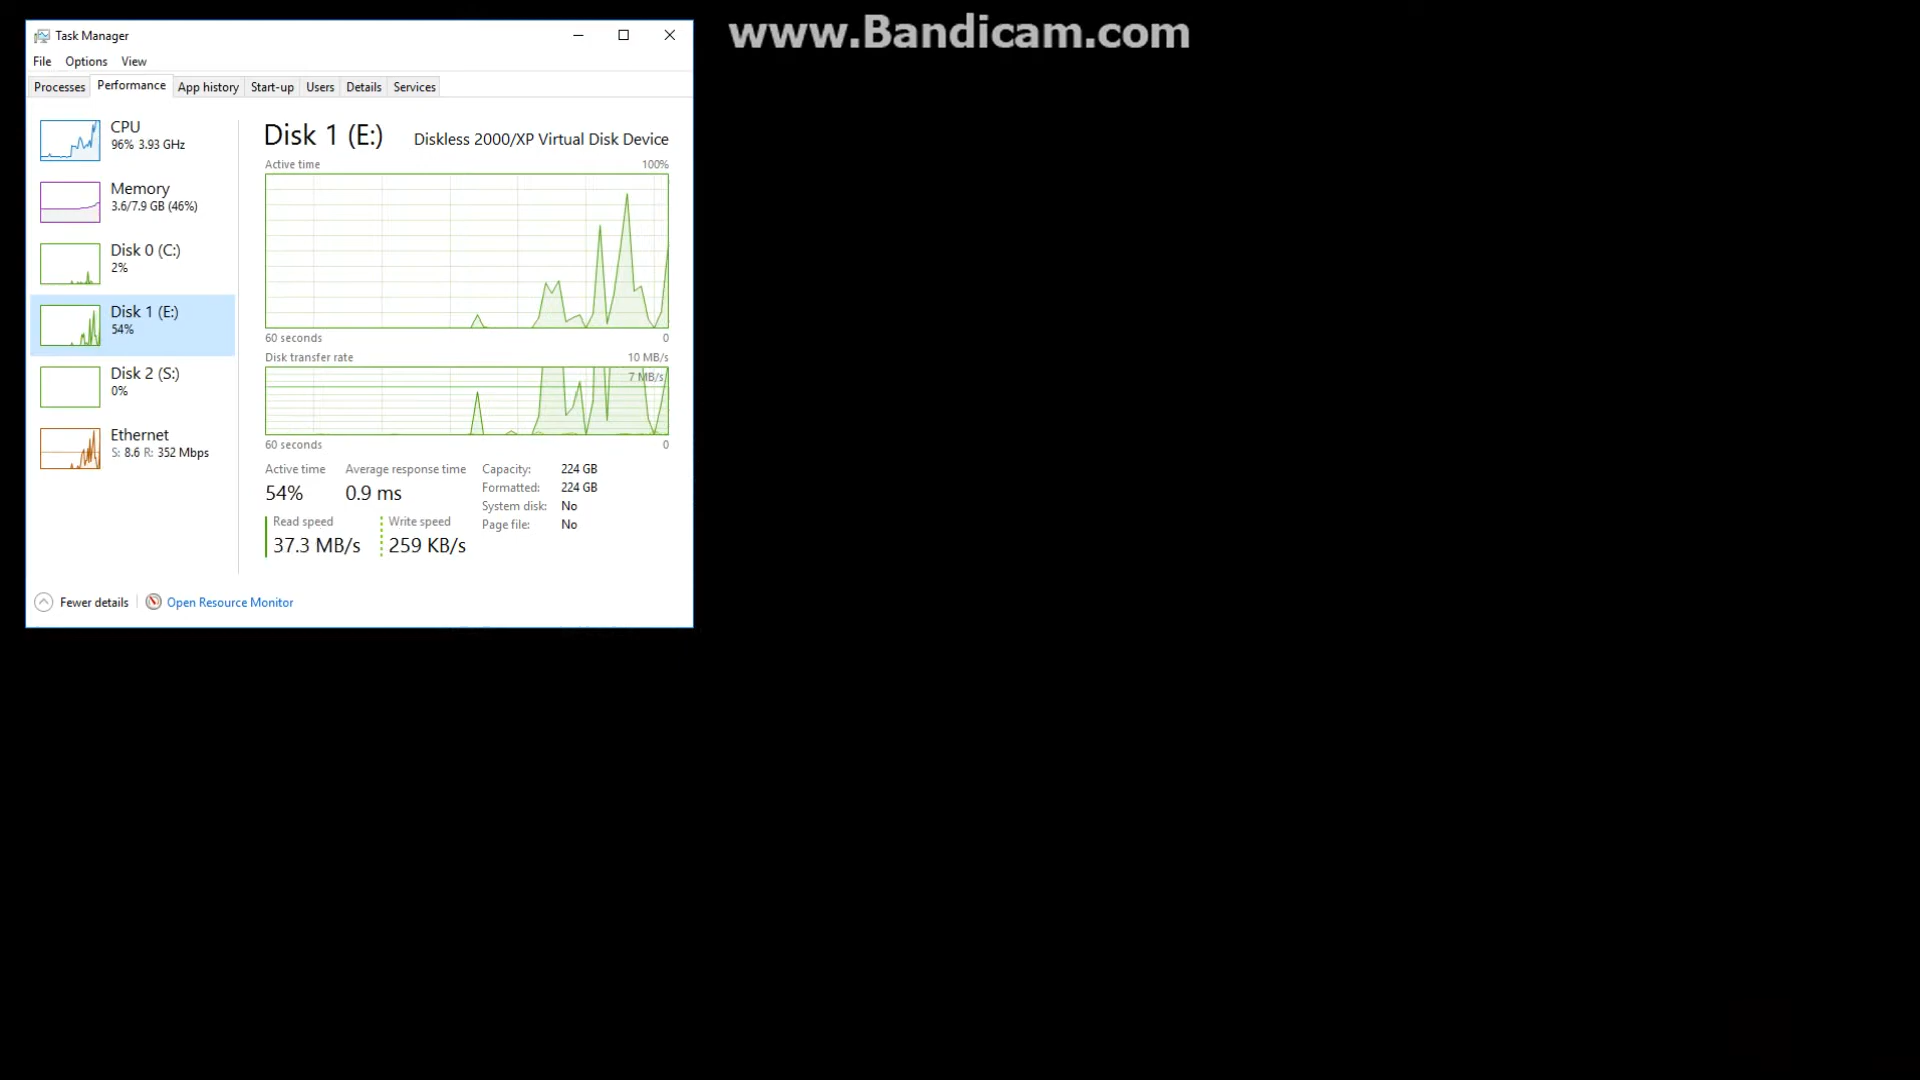 www.Bandicam.com
Task Manager
File Options View
Processes Performance App history Start-up Users Details Services
CPU
96% 3.93 GHz
Memory
3.6/7.9 GB (46%)
Disk 0 (C:)
2%
Disk 1 (E:)
54%
Disk 2 (S:)
0%
Ethernet
S: 8.6 R: 352 Mbps
Disk 1 (E:) Diskless 2000/XP Virtual Disk Device
Active time 100%
60 seconds 0
Disk transfer rate 10 MB/s
7 MB/s
60 seconds 0
Active time Average response time
54% 0.9 ms
Read speed Write speed
37.3 MB/s 259 KB/s
Capacity: 224 GB
Formatted: 224 GB
System disk: No
Page file: No
Fewer details Open Resource Monitor